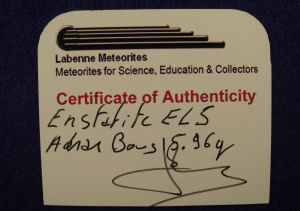 Labenne Meteorites
Meteorites for Science, Education & Collectors
Certificate of Authenticity
Enstatite EL5
Adrar Bous 5.96g